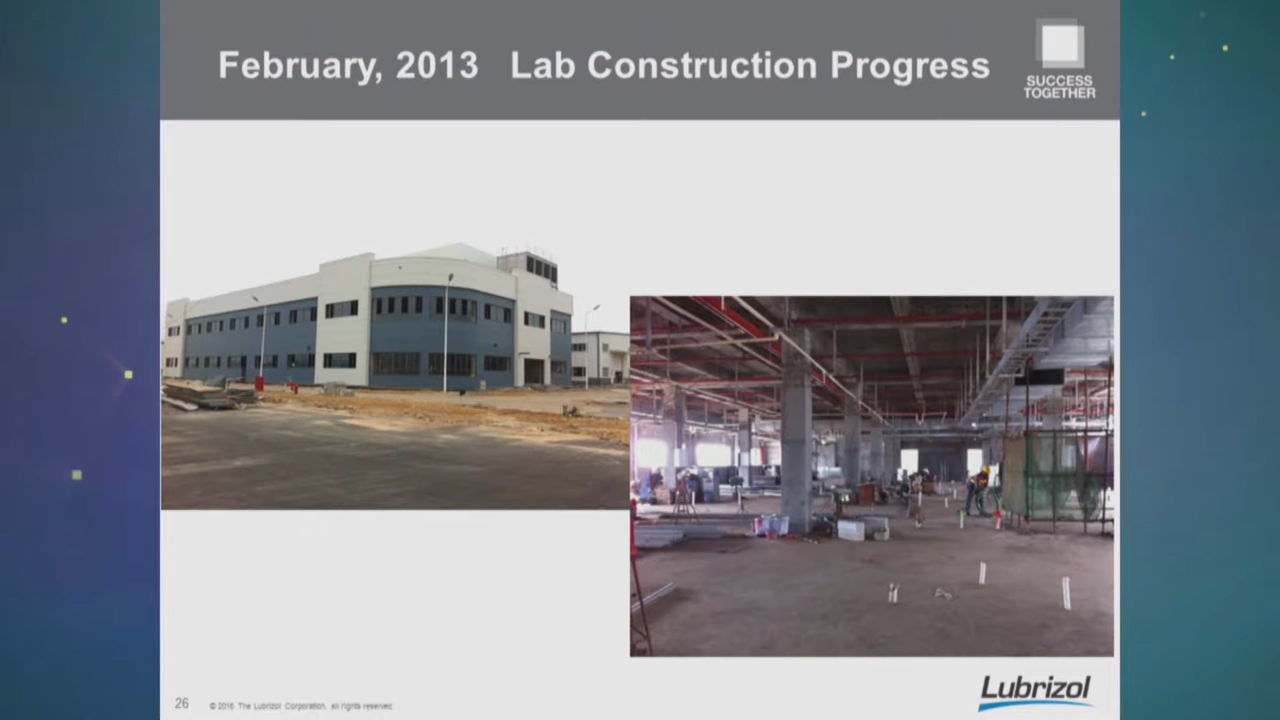 February, 2013 Lab Construction Progress
SUCCESS
TOGETHER
26 © 2016 The Lubrizol Corporation, all rights reserved.
Lubrizol